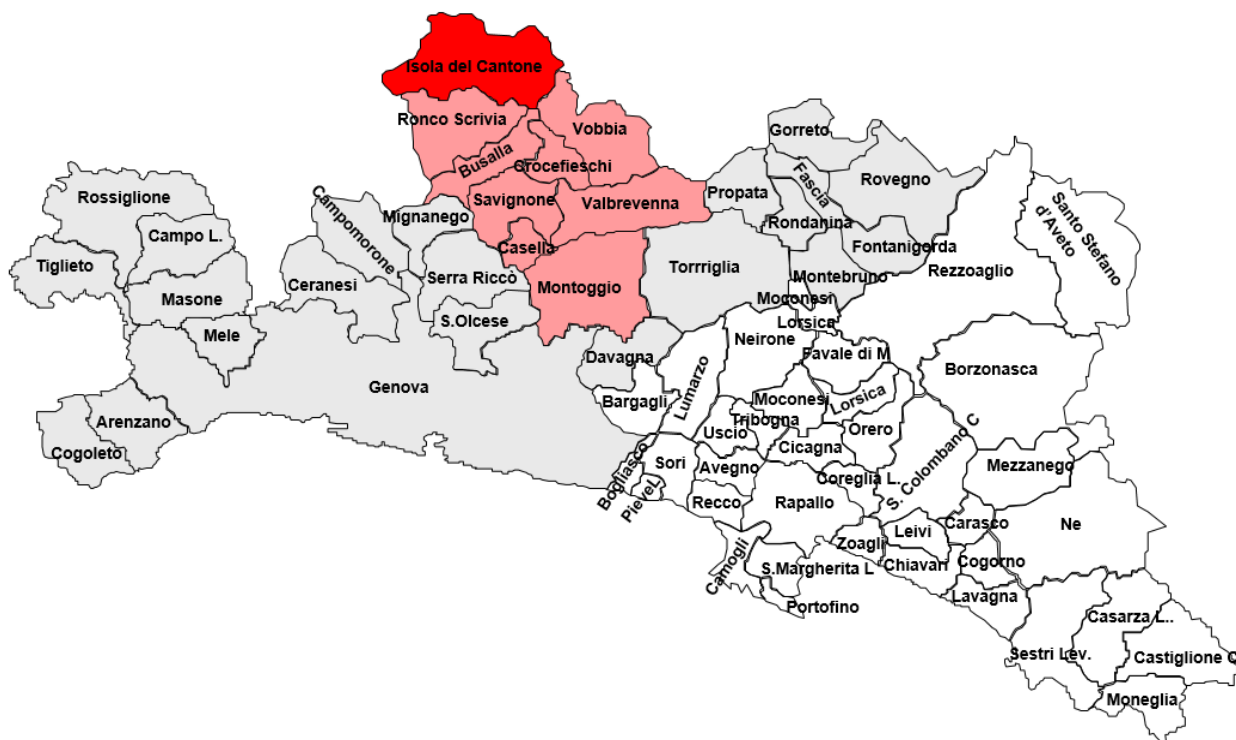 Isola del Cantone
Ronco Scrivia
Vobbia
Busalla
Crocefieschi
Gorreto
Fascia
Rovegno
Propata
Rossiglione
Campomorone
Mignanego
Savignone
Valbrevenna
Rondanina
Santo Stefano
d'Aveto
Campo L.
Casella
Fontanigorda
Tiglieto
Ceranesi
Serra Riccò
Montoggio
Torrriglia
Montebruno
Rezzoaglio
Masone
Moconesi
S.Olcese
Lorsica
Mele
Neirone
Davagna
Favale di M
Genova
Lumarzo
Borzonasca
Bargagli
Moconesi
Lorsica
Arenzano
Tribogna
Uscio
Orero
S. Colombano C
Cicagna
Cogoleto
Bogliasco
Sori
Avegno
Mezzanego
Coreglia L.
PieveL
Recco
Rapallo
Carasco
Ne
Leivi
Zoagli
Camogli
S.Margherita L
Chiavari
Cogorno
Lavagna
Portofino
Casarza L..
Sestri Lev.
Castiglione C
Moneglia